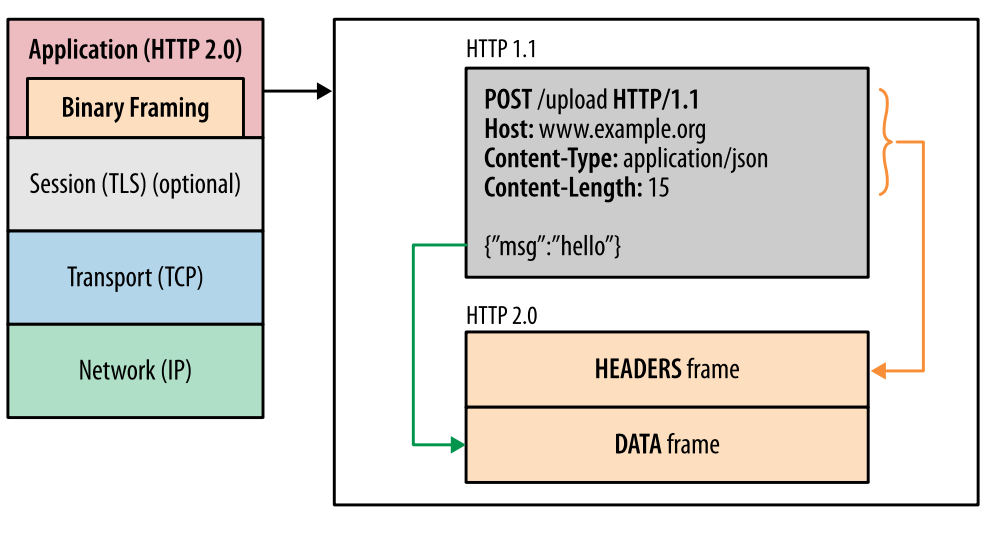 Application (HTTP 2.0)
Binary Framing
Session (TLS) (optional)
Transport (TCP)
Network (IP)
HTTP 1.1
POST /upload HTTP/1.1
Host: www.example.org
Content-Type: application/json
Content-Length: 15
{”msg”:”hello”}
HTTP 2.0
HEADERS frame
DATA frame